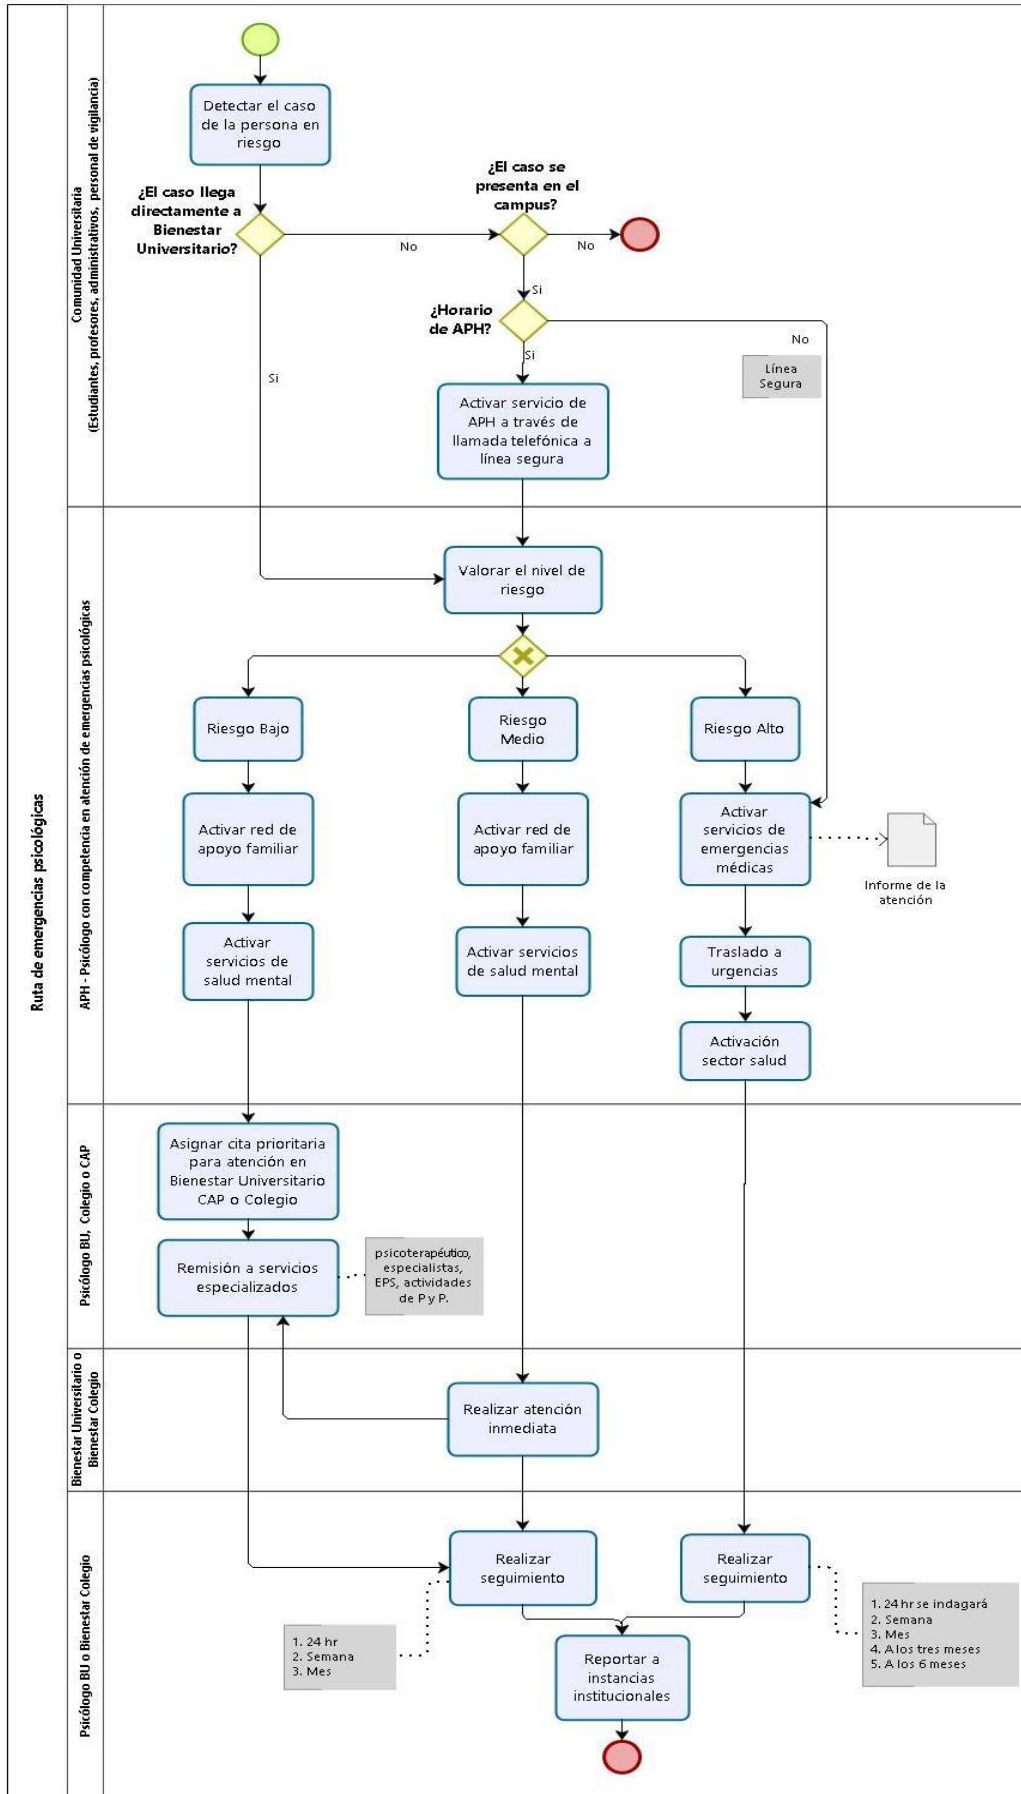 Ruta de emergencias psicológicas
Comunidad Universitaria
(Estudiantes, profesores, administrativos, personal de vigilancia)
Detectar el caso
de la persona en
riesgo
¿El caso llega
directamente a
Bienestar
Universitario?
No
Si
¿El caso se
presenta en el
campus?
No
Si
¿Horario
de APH?
No
Si
Línea
Segura
Activar servicio de
APH a través de
llamada telefónica a
línea segura
APH - Psicólogo con competencia en atención de emergencias psicológicas
Valorar el nivel de
riesgo
Riesgo Bajo
Riesgo
Medio
Riesgo Alto
Activar red de
apoyo familiar
Activar red de
apoyo familiar
Activar
servicios de
emergencias
médicas
Informe de la
atención
Activar
servicios de
salud mental
Activar servicios
de salud mental
Traslado a
urgencias
Activación
sector salud
Psicólogo BU, Colegio o CAP
Asignar cita prioritaria
para atención en
Bienestar Universitario
CAP o Colegio
Remisión a servicios
especializados
psicoterapéutico,
especialistas,
EPS, actividades
de P y P.
Bienestar Universitario o
Bienestar Colegio
Realizar atención
inmediata
Psicólogo BU o Bienestar Colegio
Realizar
seguimiento
Realizar
seguimiento
1. 24 hr
2. Semana
3. Mes
1. 24 hr se indagará
2. Semana
3. Mes
4. A los tres meses
5. A los 6 meses
Reportar a
instancias
institucionales